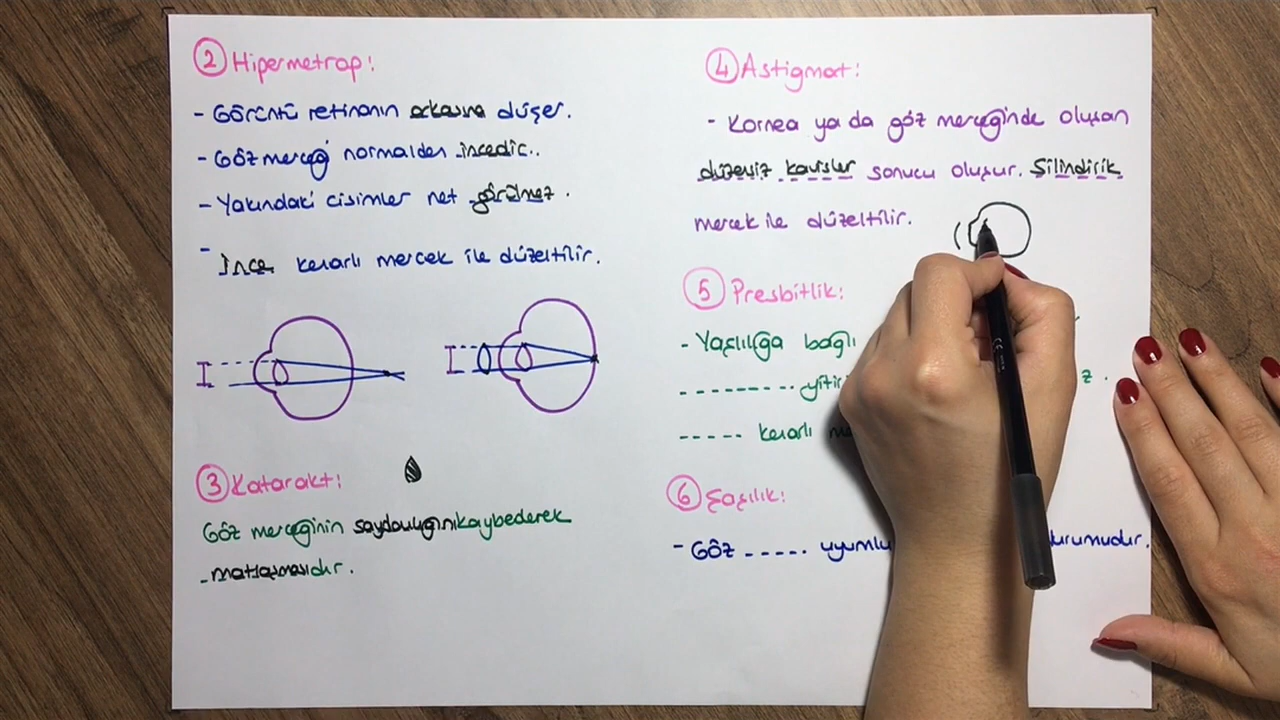 ② Hipermetrop:
- Görüntü retinanın arkasına düşer.
- Göz merceği normalden incedir.
- Yakındaki cisimler net görülmez.
- İnce kenarlı mercek ile düzeltilir.
③ Katarakt:
Göz merceğinin saydamlığını kaybederek
matlaşmasıdır.
④ Astigmat:
- Kornea ya da göz merceğinde oluşan
düzensiz kavisler sonucu oluşur. Silindirik
mercek ile düzeltilir.
⑤ Presbitlik:
- Yaşlılığa bağlı
--------- yitiri
z.
----- kenarlı me
⑥ Şaşılık:
- Göz ----- uyumlu durumudur.